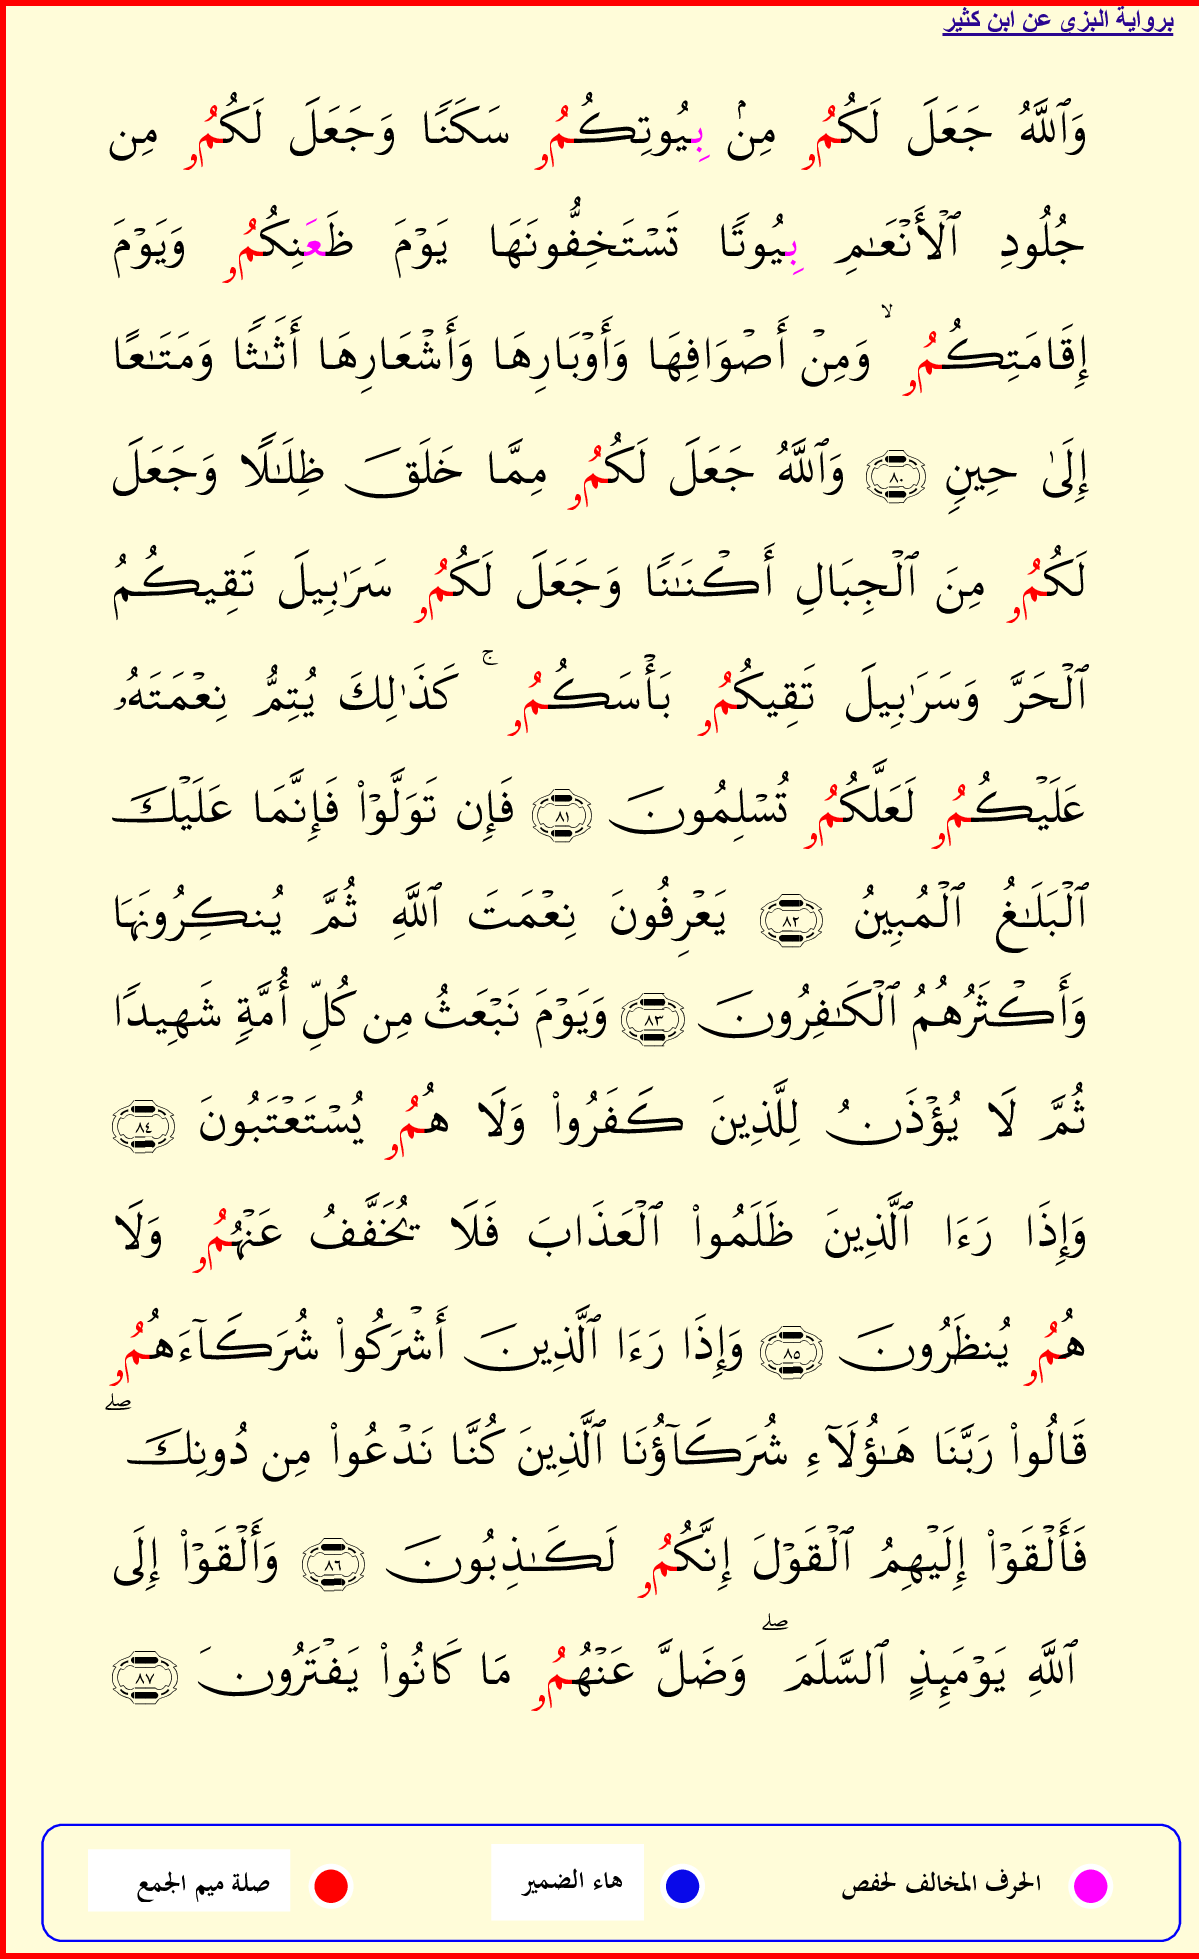 برواية البزي عن ابن كثير
وَٱللَّهُ جَعَلَ لَكُمُۥ مِنۢ بِيُوتِكُمُۥ سَكَنًا وَجَعَلَ لَكُمُۥ مِن
جُلُودِ ٱلْأَنْعَـٰمِ بِيُوتًا تَسْتَخِفُّونَهَا يَوْمَ ظَعَنِكُمُۥ وَيَوْمَ
إِقَامَتِكُمُۥ ۙ وَمِنْ أَصْوَافِهَا وَأَوْبَارِهَا وَأَشْعَارِهَا أَثَـٰثًا وَمَتَـٰعًا
إِلَىٰ حِينٍ ٨٠ وَٱللَّهُ جَعَلَ لَكُمُۥ مِمَّا خَلَقَ ظِلَـٰلًا وَجَعَلَ
لَكُمُۥ مِنَ ٱلْجِبَالِ أَكْنَـٰنًا وَجَعَلَ لَكُمُۥ سَرَٰبِيلَ تَقِيكُمُ
ٱلْحَرَّ وَسَرَٰبِيلَ تَقِيكُمُۥ بَأْسَكُمُۥ ۚ كَذَٰلِكَ يُتِمُّ نِعْمَتَهُۥ
عَلَيْكُمُۥ لَعَلَّكُمُۥ تُسْلِمُونَ ٨١ فَإِن تَوَلَّوْا۟ فَإِنَّمَا عَلَيْكَ
ٱلْبَلَـٰغُ ٱلْمُبِينُ ٨٢ يَعْرِفُونَ نِعْمَتَ ٱللَّهِ ثُمَّ يُنكِرُونَهَا
وَأَكْثَرُهُمُ ٱلْكَـٰفِرُونَ ٨٣ وَيَوْمَ نَبْعَثُ مِن كُلِّ أُمَّةٍ شَهِيدًا
ثُمَّ لَا يُؤْذَنُ لِلَّذِينَ كَفَرُوا۟ وَلَا هُمُۥ يُسْتَعْتَبُونَ ٨٤
وَإِذَا رَءَا ٱلَّذِينَ ظَلَمُوا۟ ٱلْعَذَابَ فَلَا يُخَفَّفُ عَنْهُمُۥ وَلَا
هُمُۥ يُنظَرُونَ ٨٥ وَإِذَا رَءَا ٱلَّذِينَ أَشْرَكُوا۟ شُرَكَآءَهُمُۥ
قَالُوا۟ رَبَّنَا هَـٰؤُلَآءِ شُرَكَآؤُنَا ٱلَّذِينَ كُنَّا نَدْعُوا۟ مِن دُونِكَ ۖ
فَأَلْقَوْا۟ إِلَيْهِمُ ٱلْقَوْلَ إِنَّكُمُۥ لَكَـٰذِبُونَ ٨٦ وَأَلْقَوْا۟ إِلَى
ٱللَّهِ يَوْمَئِذٍ ٱلسَّلَمَ ۖ وَضَلَّ عَنْهُمُۥ مَا كَانُوا۟ يَفْتَرُونَ ٨٧
الحرف المخالف لحفص هاء الضمير صلة ميم الجمع